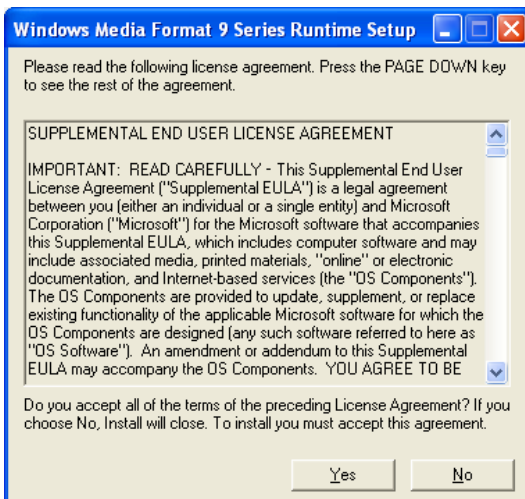 Windows Media Format 9 Series Runtime Setup
Please read the following license agreement. Press the PAGE DOWN key
to see the rest of the agreement.
SUPPLEMENTAL END USER LICENSE AGREEMENT
IMPORTANT:  READ CAREFULLY - This Supplemental End User
License Agreement ("Supplemental EULA") is a legal agreement
between you (either an individual or a single entity) and Microsoft
Corporation ("Microsoft") for the Microsoft software that accompanies
this Supplemental EULA, which includes computer software and may
include associated media, printed materials, "online" or electronic
documentation, and Internet-based services (the "OS Components").
The OS Components are provided to update, supplement, or replace
existing functionality of the applicable Microsoft software for which the
OS Components are designed (any such software referred to here as
"OS Software").  An amendment or addendum to this Supplemental
EULA may accompany the OS Components.  YOU AGREE TO BE
Do you accept all of the terms of the preceding License Agreement? If you
choose No, Install will close. To install you must accept this agreement.
Yes No